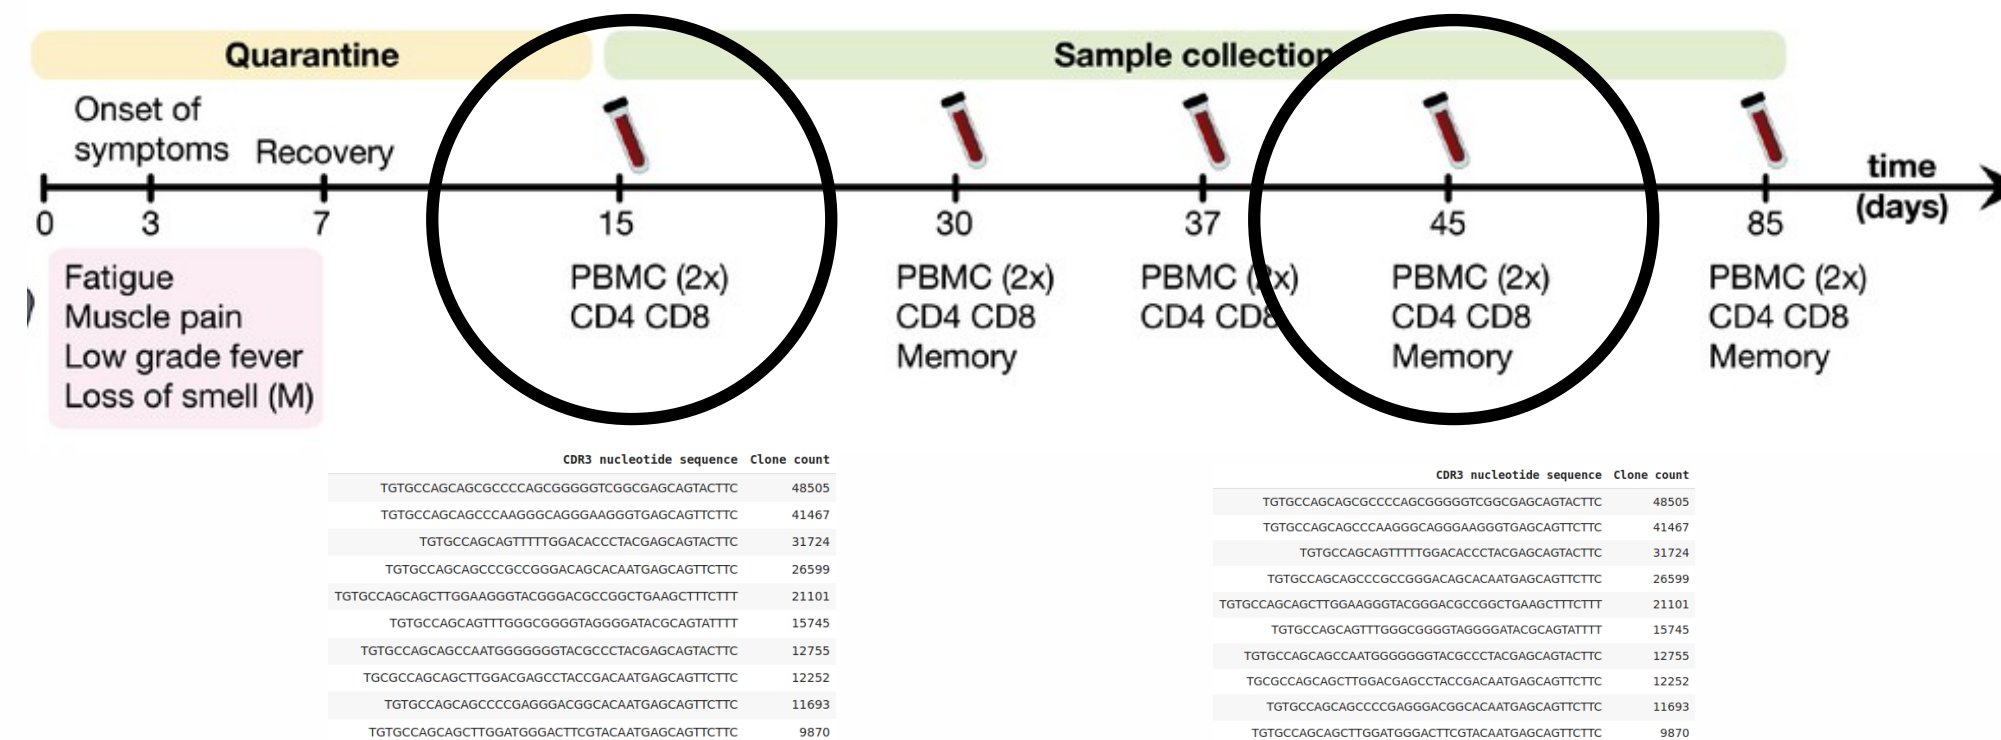 Quarantine
Sample collection
Onset of
symptoms
Recovery
time
(days)
0 3 7 15 30 37 45 85
Fatigue
Muscle pain
Low grade fever
Loss of smell (M)
PBMC (2x)
CD4 CD8
PBMC (2x)
CD4 CD8
Memory
PBMC (2x)
CD4 CD8
PBMC (2x)
CD4 CD8
Memory
PBMC (2x)
CD4 CD8
Memory
CDR3 nucleotide sequence Clone count
TGTGCCAGCAGCGCCCCAGCGGGGGTCGGCGAGCAGTACTTC 48505
TGTGCCAGCAGCCCAAGGGCAGGGAAGGGTGAGCAGTTCTTC 41467
TGTGCCAGCAGTTTTTGGACACCCTACGAGCAGTACTTC 31724
TGTGCCAGCAGCCCGCCGGGACAGCACAATGAGCAGTTCTTC 26599
TGTGCCAGCAGCTTGGAAGGGTACGGGACGCCGGCTGAAGCTTTCTTT 21101
TGTGCCAGCAGTTTGGGCGGGGTAGGGGATACGCAGTATTTT 15745
TGTGCCAGCAGCCAATGGGGGGGTACGCCCTACGAGCAGTACTTC 12755
TGCGCCAGCAGCTTGGACGAGCCTACCGACAATGAGCAGTTCTTC 12252
TGTGCCAGCAGCCCCGAGGGACGGCACAATGAGCAGTTCTTC 11693
TGTGCCAGCAGCTTGGATGGGACTTCGTACAATGAGCAGTTCTTC 9870
CDR3 nucleotide sequence Clone count
TGTGCCAGCAGCGCCCCAGCGGGGGTCGGCGAGCAGTACTTC 48505
TGTGCCAGCAGCCCAAGGGCAGGGAAGGGTGAGCAGTTCTTC 41467
TGTGCCAGCAGTTTTTGGACACCCTACGAGCAGTACTTC 31724
TGTGCCAGCAGCCCGCCGGGACAGCACAATGAGCAGTTCTTC 26599
TGTGCCAGCAGCTTGGAAGGGTACGGGACGCCGGCTGAAGCTTTCTTT 21101
TGTGCCAGCAGTTTGGGCGGGGTAGGGGATACGCAGTATTTT 15745
TGTGCCAGCAGCCAATGGGGGGGTACGCCCTACGAGCAGTACTTC 12755
TGCGCCAGCAGCTTGGACGAGCCTACCGACAATGAGCAGTTCTTC 12252
TGTGCCAGCAGCCCCGAGGGACGGCACAATGAGCAGTTCTTC 11693
TGTGCCAGCAGCTTGGATGGGACTTCGTACAATGAGCAGTTCTTC 9870